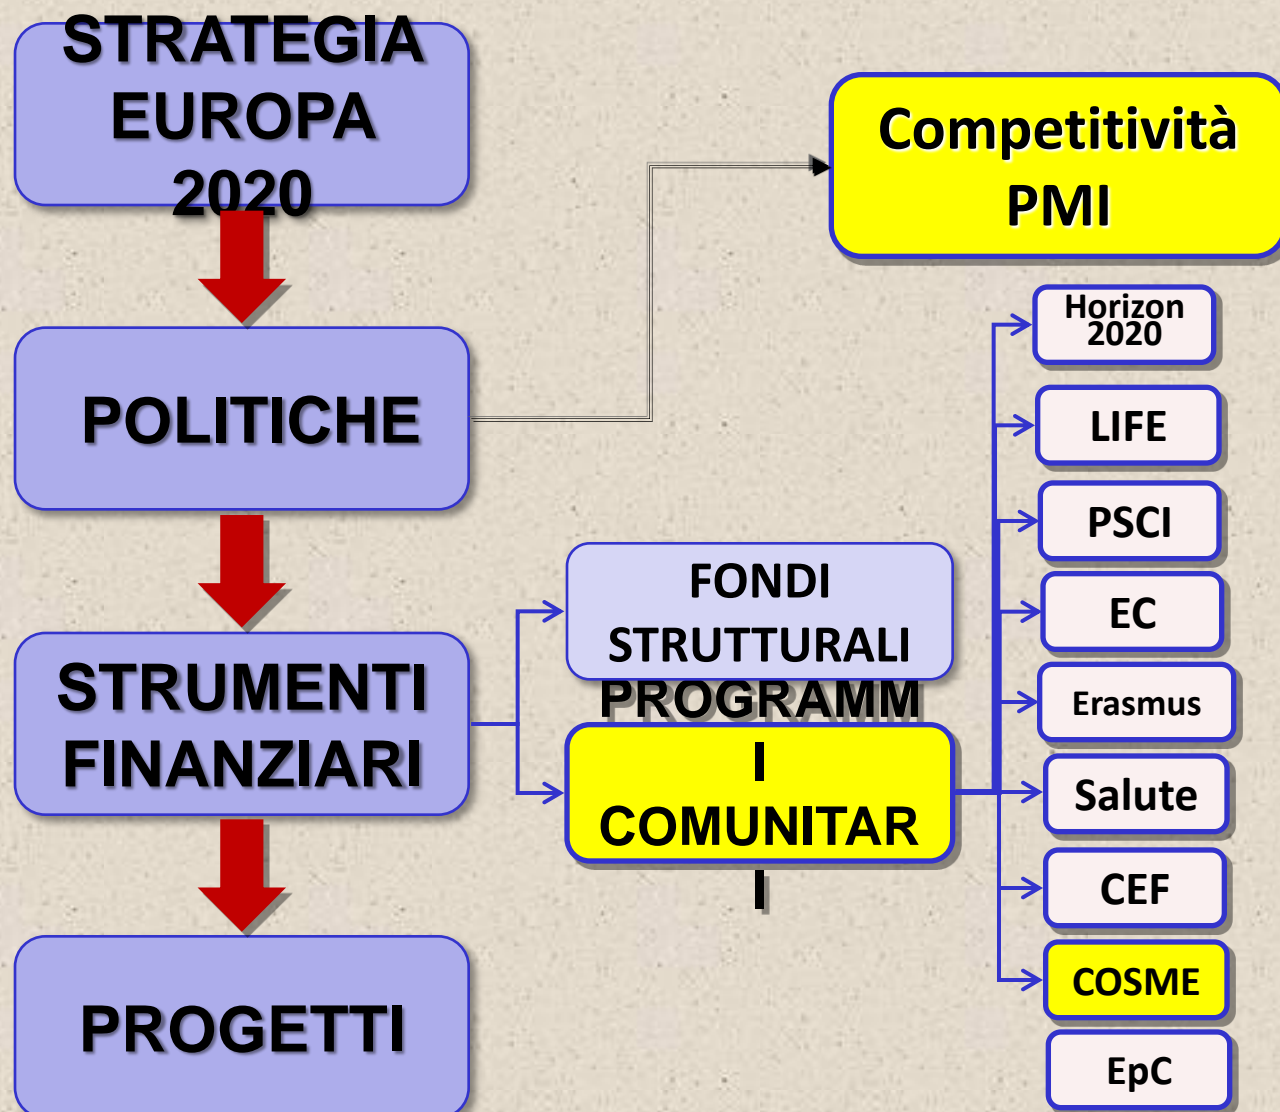 STRATEGIA
EUROPA
2020
Competitività
PMI
POLITICHE
STRUMENTI
FINANZIARI
PROGETTI
FONDI
STRUTTURALI
PROGRAMM
I
COMUNITAR
I
Horizon
2020
LIFE
PSCI
EC
Erasmus
Salute
CEF
COSME
EpC